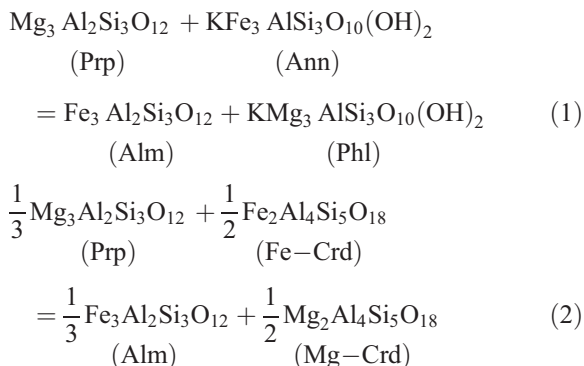 Mg₃ Al₂Si₃O₁₂ + KFe₃ AlSi₃O₁₀(OH)₂
(Prp) (Ann)
= Fe₃ Al₂Si₃O₁₂ + KMg₃ AlSi₃O₁₀(OH)₂ (1)
(Alm) (Phl)
1/3 Mg₃Al₂Si₃O₁₂ + 1/2 Fe₂Al₄Si₅O₁₈
(Prp) (Fe−Crd)
= 1/3 Fe₃Al₂Si₃O₁₂ + 1/2 Mg₂Al₄Si₅O₁₈ (2)
(Alm) (Mg−Crd)